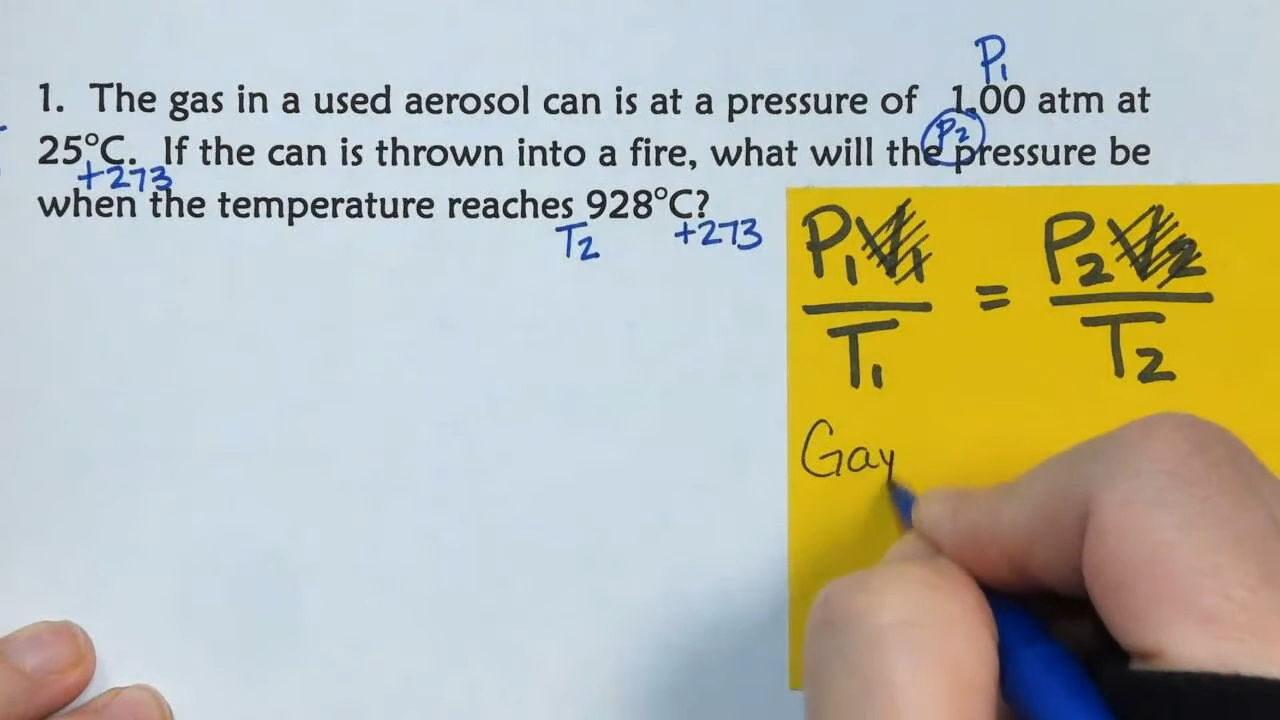 P₁
1. The gas in a used aerosol can is at a pressure of 1.00 atm at
P₂
25°C. If the can is thrown into a fire, what will the pressure be
+273
when the temperature reaches 928°C?
T₂ +273
P₁V₁ = P₂V₂
T₁ T₂
Gay